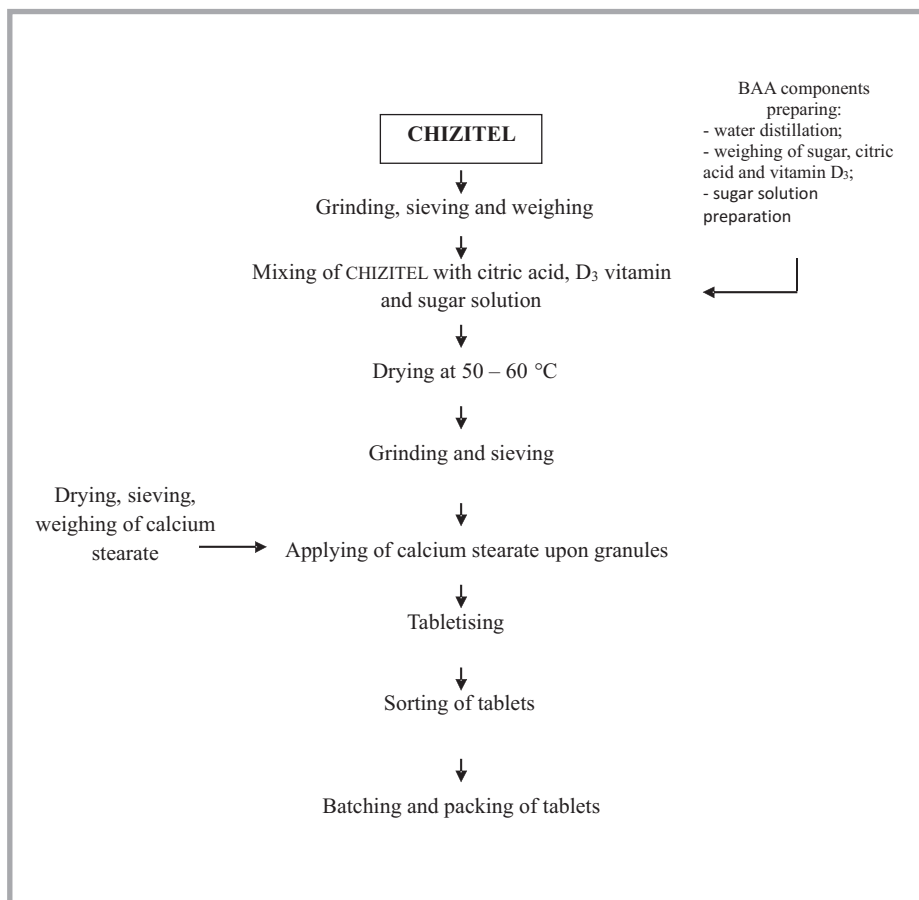 BAA components
preparing:
- water distillation;
- weighing of sugar, citric
acid and vitamin D₃;
- sugar solution
preparation
CHIZITEL
Grinding, sieving and weighing
Mixing of CHIZITEL with citric acid, D₃ vitamin
and sugar solution
Drying at 50 – 60 °C
Grinding and sieving
Drying, sieving,
weighing of calcium
stearate
Applying of calcium stearate upon granules
Tabletising
Sorting of tablets
Batching and packing of tablets